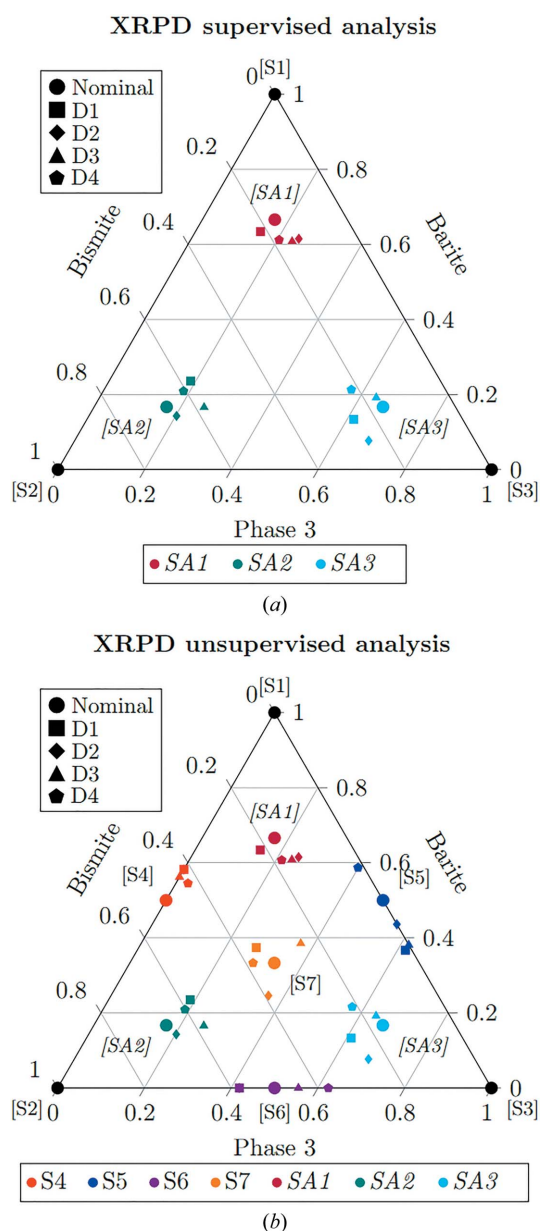 XRPD supervised analysis
Nominal
D1
D2
D3
D4
0 [S1] 1
0.2 0.8
[SA1]
0.4 0.6
Bismite Barite
0.6 0.4
0.8 0.2
[SA2] [SA3]
1 0
[S2] 0 0.2 0.4 0.6 0.8 1 [S3]
Phase 3
SA1 SA2 SA3
(a)
XRPD unsupervised analysis
Nominal
D1
D2
D3
D4
0 [S1] 1
0.2 0.8
[SA1]
0.4 0.6
Bismite Barite
[S4] [S5]
0.6 0.4
[S7]
0.8 0.2
[SA2] [SA3]
1 0
[S2] 0 0.2 0.4 [S6] 0.6 0.8 1 [S3]
Phase 3
S4 S5 S6 S7 SA1 SA2 SA3
(b)